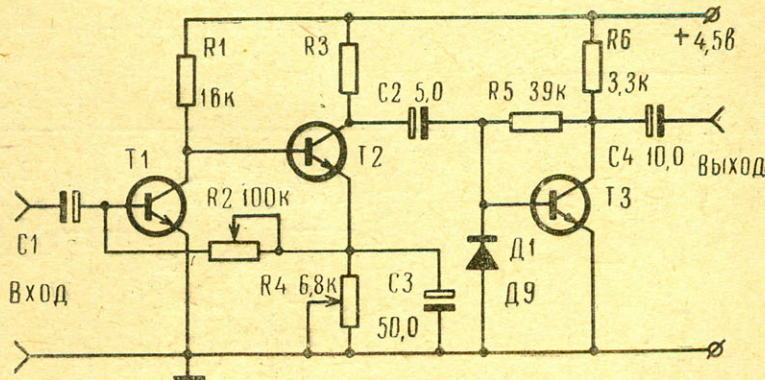 R1
16к
R3
R6
3,3к
+4,5в
C2 5,0
R5 39к
T1
T2
C4 10,0
Выход
R2 100к
T3
C1
Вход
R4 6,8к
C3
50,0
Д1
Д9